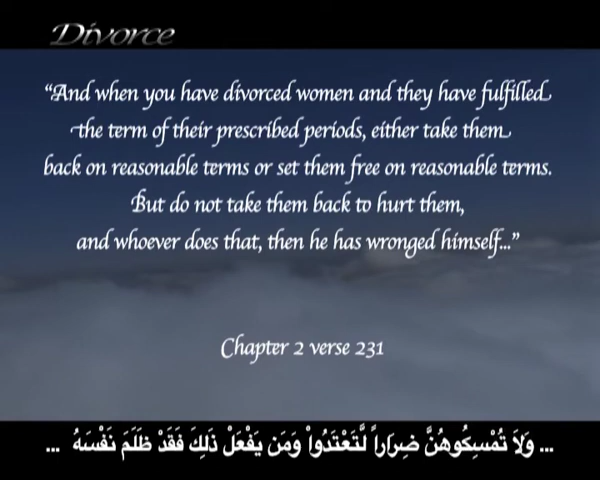 Divorce
“And when you have divorced women and they have fulfilled
the term of their prescribed periods, either take them
back on reasonable terms or set them free on reasonable terms.
But do not take them back to hurt them,
and whoever does that, then he has wronged himself...”
Chapter 2 verse 231
... وَلاَ تُمْسِكُوهُنَّ ضِرَاراً لَّتَعْتَدُواْ وَمَن يَفْعَلْ ذَلِكَ فَقَدْ ظَلَمَ نَفْسَهُ ...